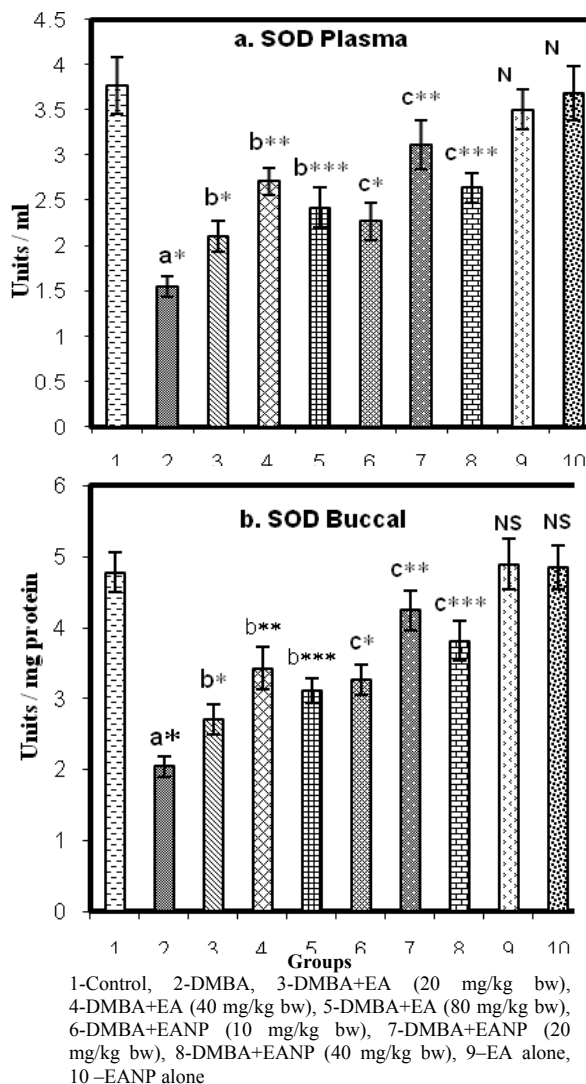 a. SOD Plasma
4.5
4
3.5
3
2.5
2
1.5
1
0.5
0
Units / ml
a*
b*
b**
b***
c*
c**
c***
N
N
1 2 3 4 5 6 7 8 9 10
b. SOD Buccal
6
5
4
3
2
1
0
Units / mg protein
a*
b*
b**
b***
c*
c**
c***
NS
NS
1 2 3 4 5 6 7 8 9 10
Groups
1-Control, 2-DMBA, 3-DMBA+EA (20 mg/kg bw),
4-DMBA+EA (40 mg/kg bw), 5-DMBA+EA (80 mg/kg bw),
6-DMBA+EANP (10 mg/kg bw), 7-DMBA+EANP (20
mg/kg bw), 8-DMBA+EANP (40 mg/kg bw), 9–EA alone,
10 –EANP alone